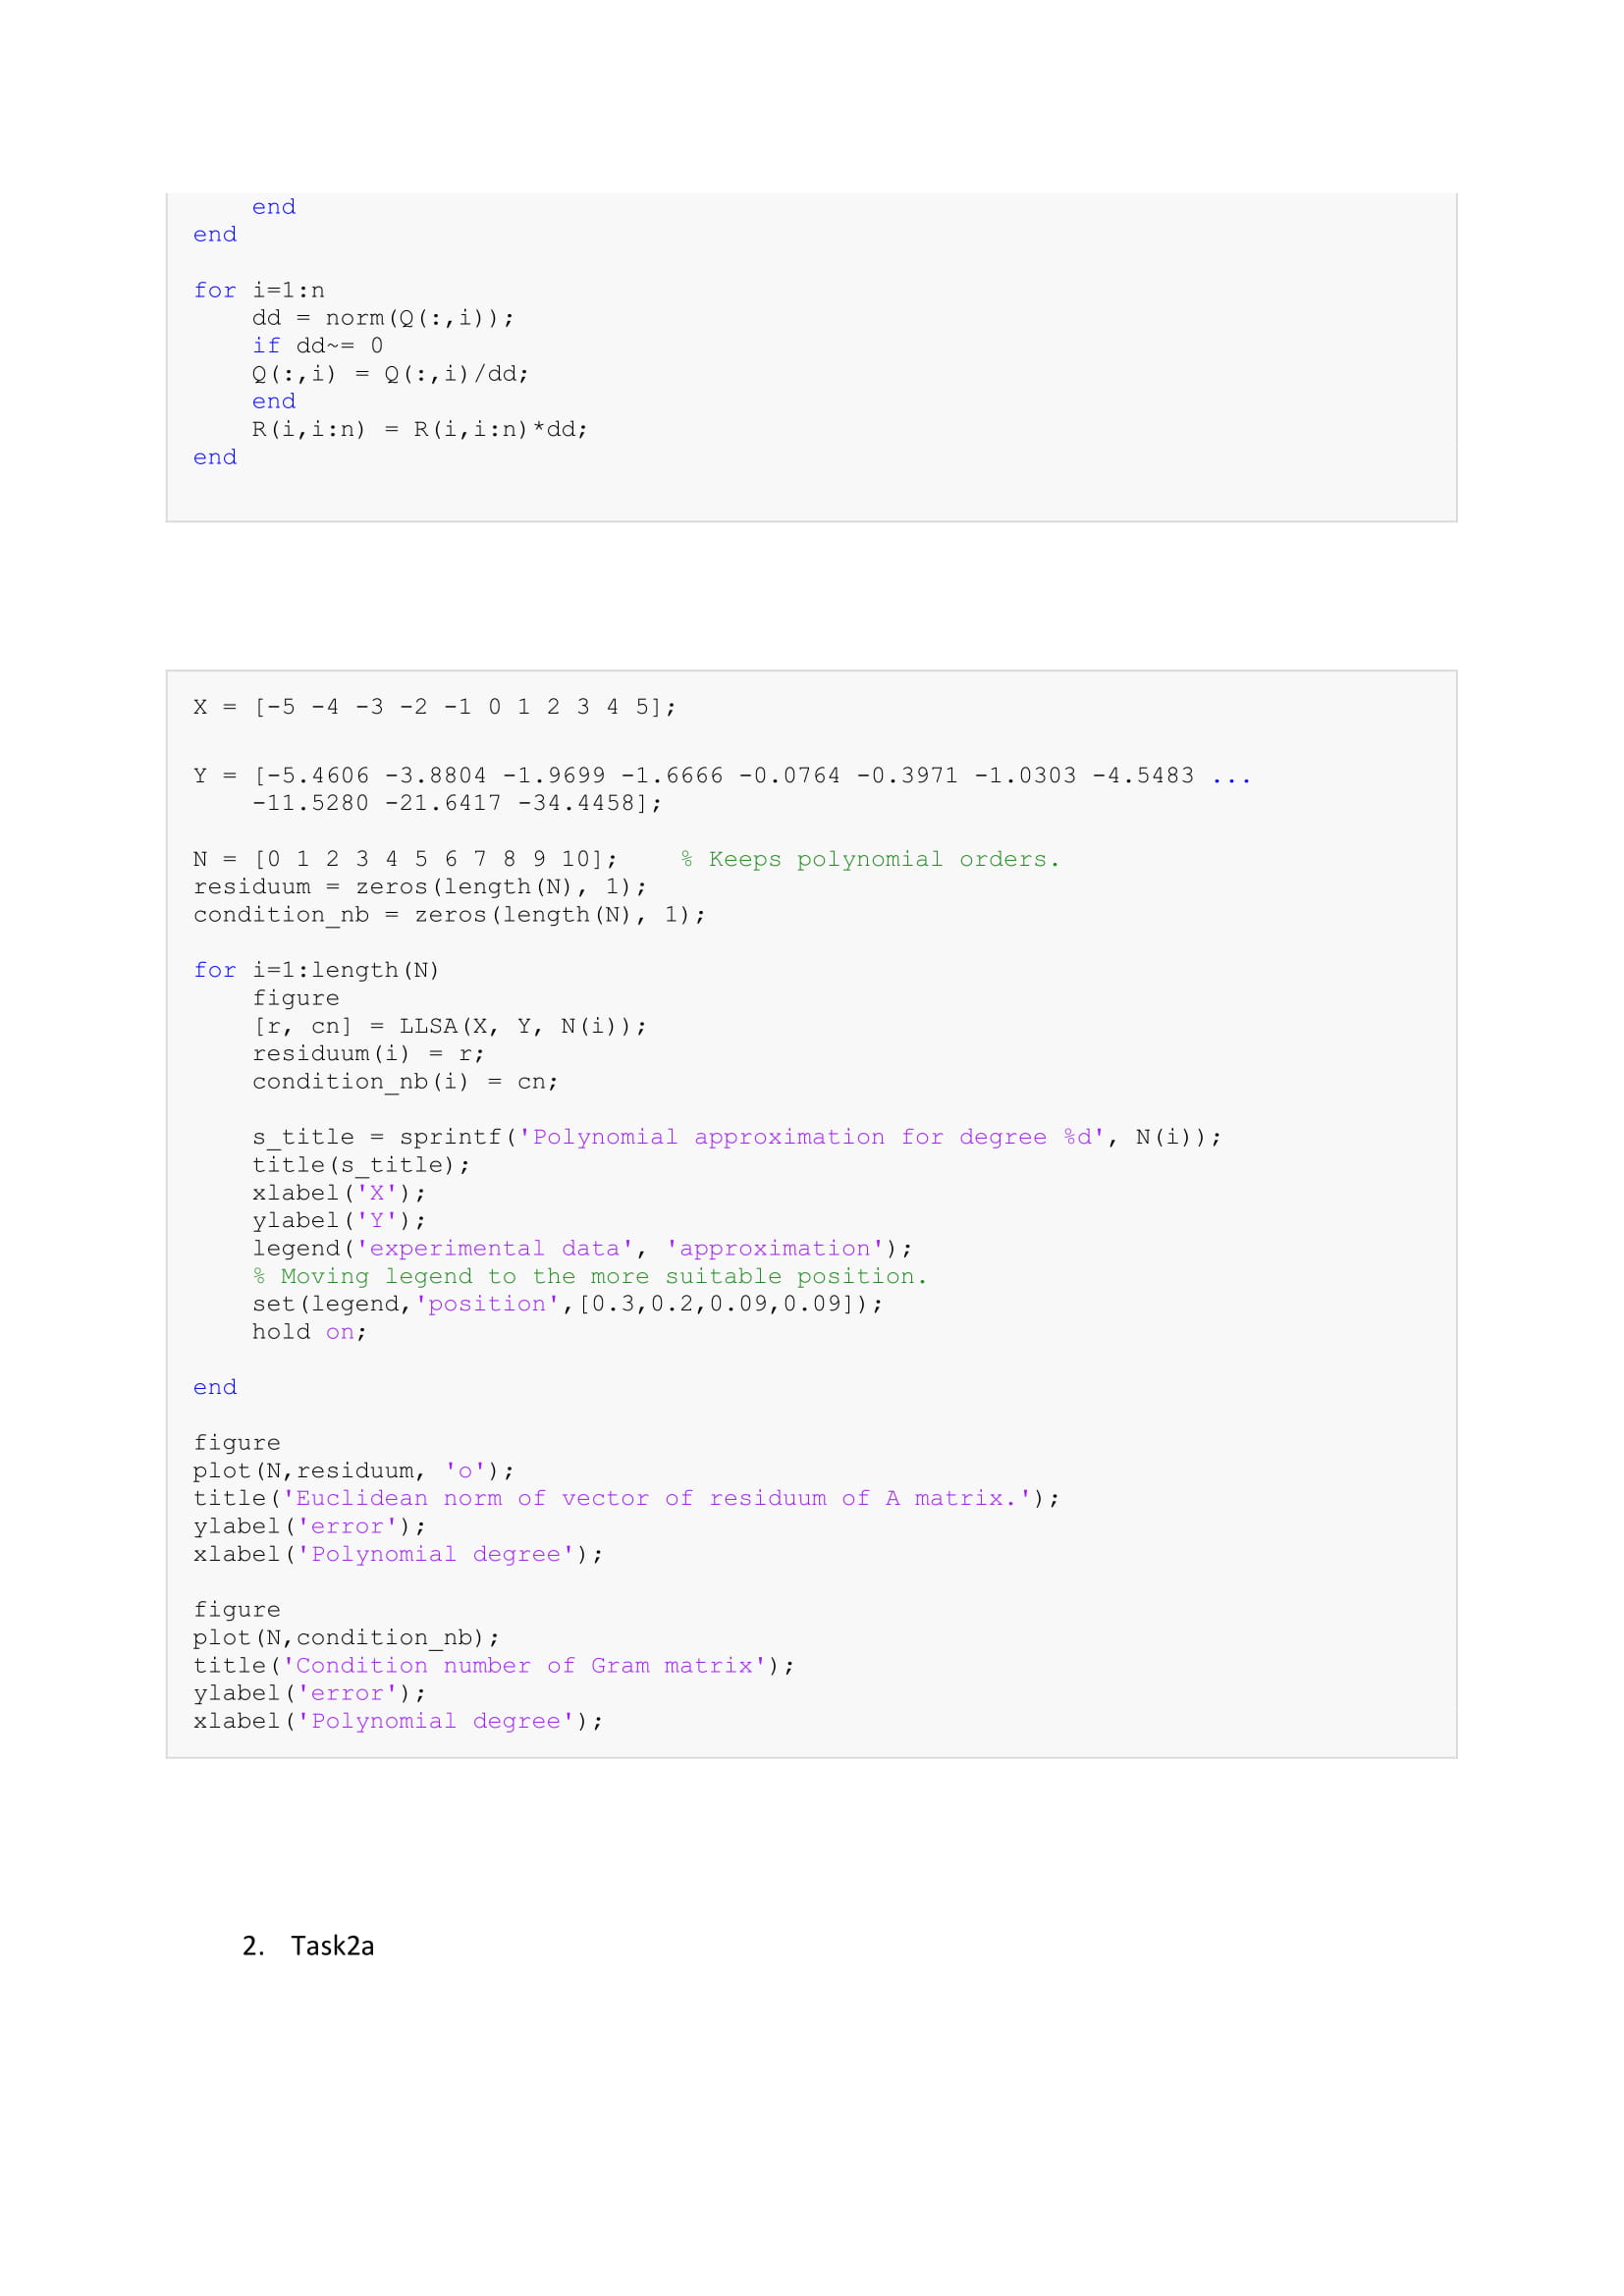 end
end
for i=1:n
    dd = norm(Q(:,i));
    if dd~= 0
    Q(:,i) = Q(:,i)/dd;
    end
    R(i,i:n) = R(i,i:n)*dd;
end
X = [-5 -4 -3 -2 -1 0 1 2 3 4 5];
Y = [-5.4606 -3.8804 -1.9699 -1.6666 -0.0764 -0.3971 -1.0303 -4.5483 ...
    -11.5280 -21.6417 -34.4458];
N = [0 1 2 3 4 5 6 7 8 9 10];    % Keeps polynomial orders.
residuum = zeros(length(N), 1);
condition_nb = zeros(length(N), 1);
for i=1:length(N)
    figure
    [r, cn] = LLSA(X, Y, N(i));
    residuum(i) = r;
    condition_nb(i) = cn;
    s_title = sprintf('Polynomial approximation for degree %d', N(i));
    title(s_title);
    xlabel('X');
    ylabel('Y');
    legend('experimental data', 'approximation');
    % Moving legend to the more suitable position.
    set(legend,'position',[0.3,0.2,0.09,0.09]);
    hold on;
end
figure
plot(N,residuum, 'o');
title('Euclidean norm of vector of residuum of A matrix.');
ylabel('error');
xlabel('Polynomial degree');
figure
plot(N,condition_nb);
title('Condition number of Gram matrix');
ylabel('error');
xlabel('Polynomial degree');
2. Task2a